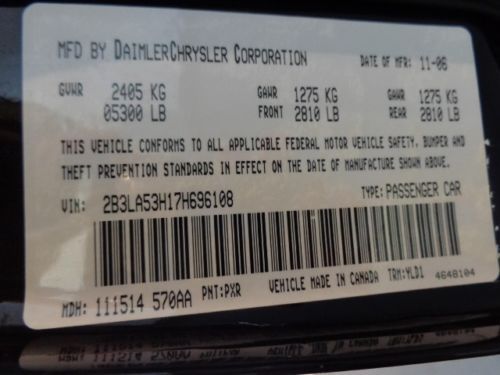 MFD BY DAIMLERCHRYSLER CORPORATION DATE OF MFR: 11-06
GVWR 2405 KG GAWR 1275 KG GAWR 1275 KG
05300 LB FRONT 2810 LB REAR 2810 LB
THIS VEHICLE CONFORMS TO ALL APPLICABLE FEDERAL MOTOR VEHICLE SAFETY, BUMPER AND
THEFT PREVENTION STANDARDS IN EFFECT ON THE DATE OF MANUFACTURE SHOWN ABOVE.
VIN: 2B3LA53H17H696108 TYPE: PASSENGER CAR
MDH: 111514 570AA PNT:PXR VEHICLE MADE IN CANADA TRM:YLD1 4648104